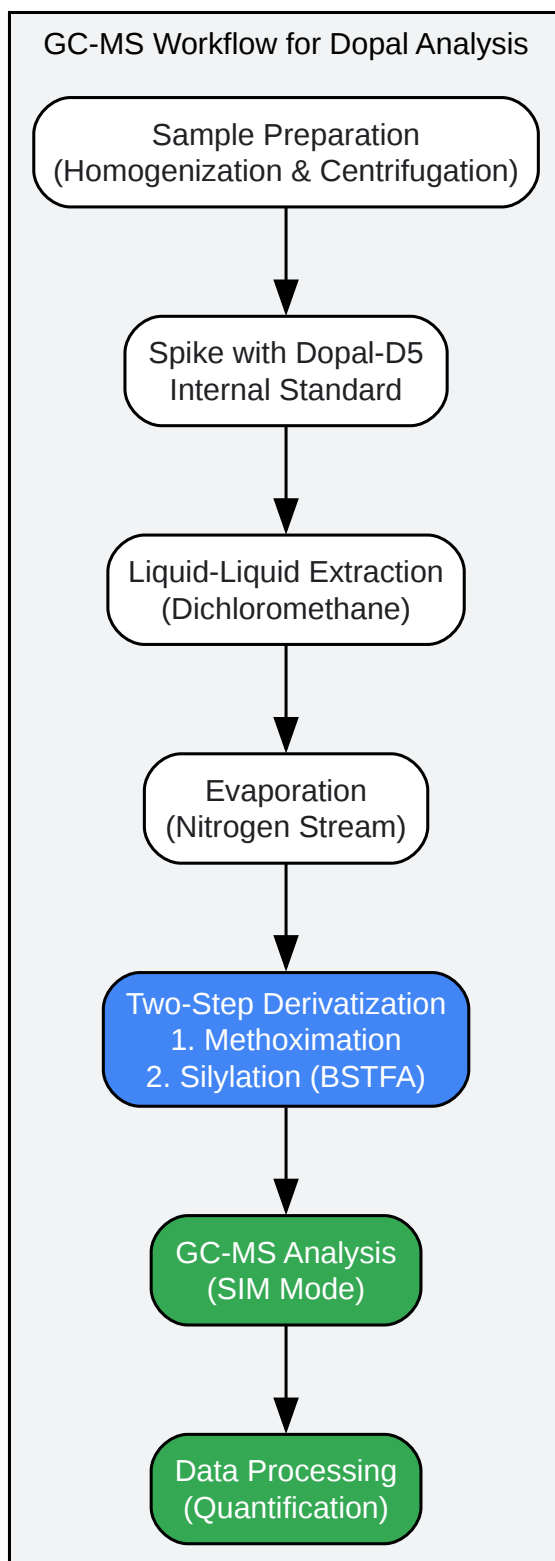 GC-MS Workflow for Dopal Analysis
Sample Preparation
(Homogenization & Centrifugation)
Spike with Dopal-D5
Internal Standard
Liquid-Liquid Extraction
(Dichloromethane)
Evaporation
(Nitrogen Stream)
Two-Step Derivatization
1. Methoximation
2. Silylation (BSTFA)
GC-MS Analysis
(SIM Mode)
Data Processing
(Quantification)